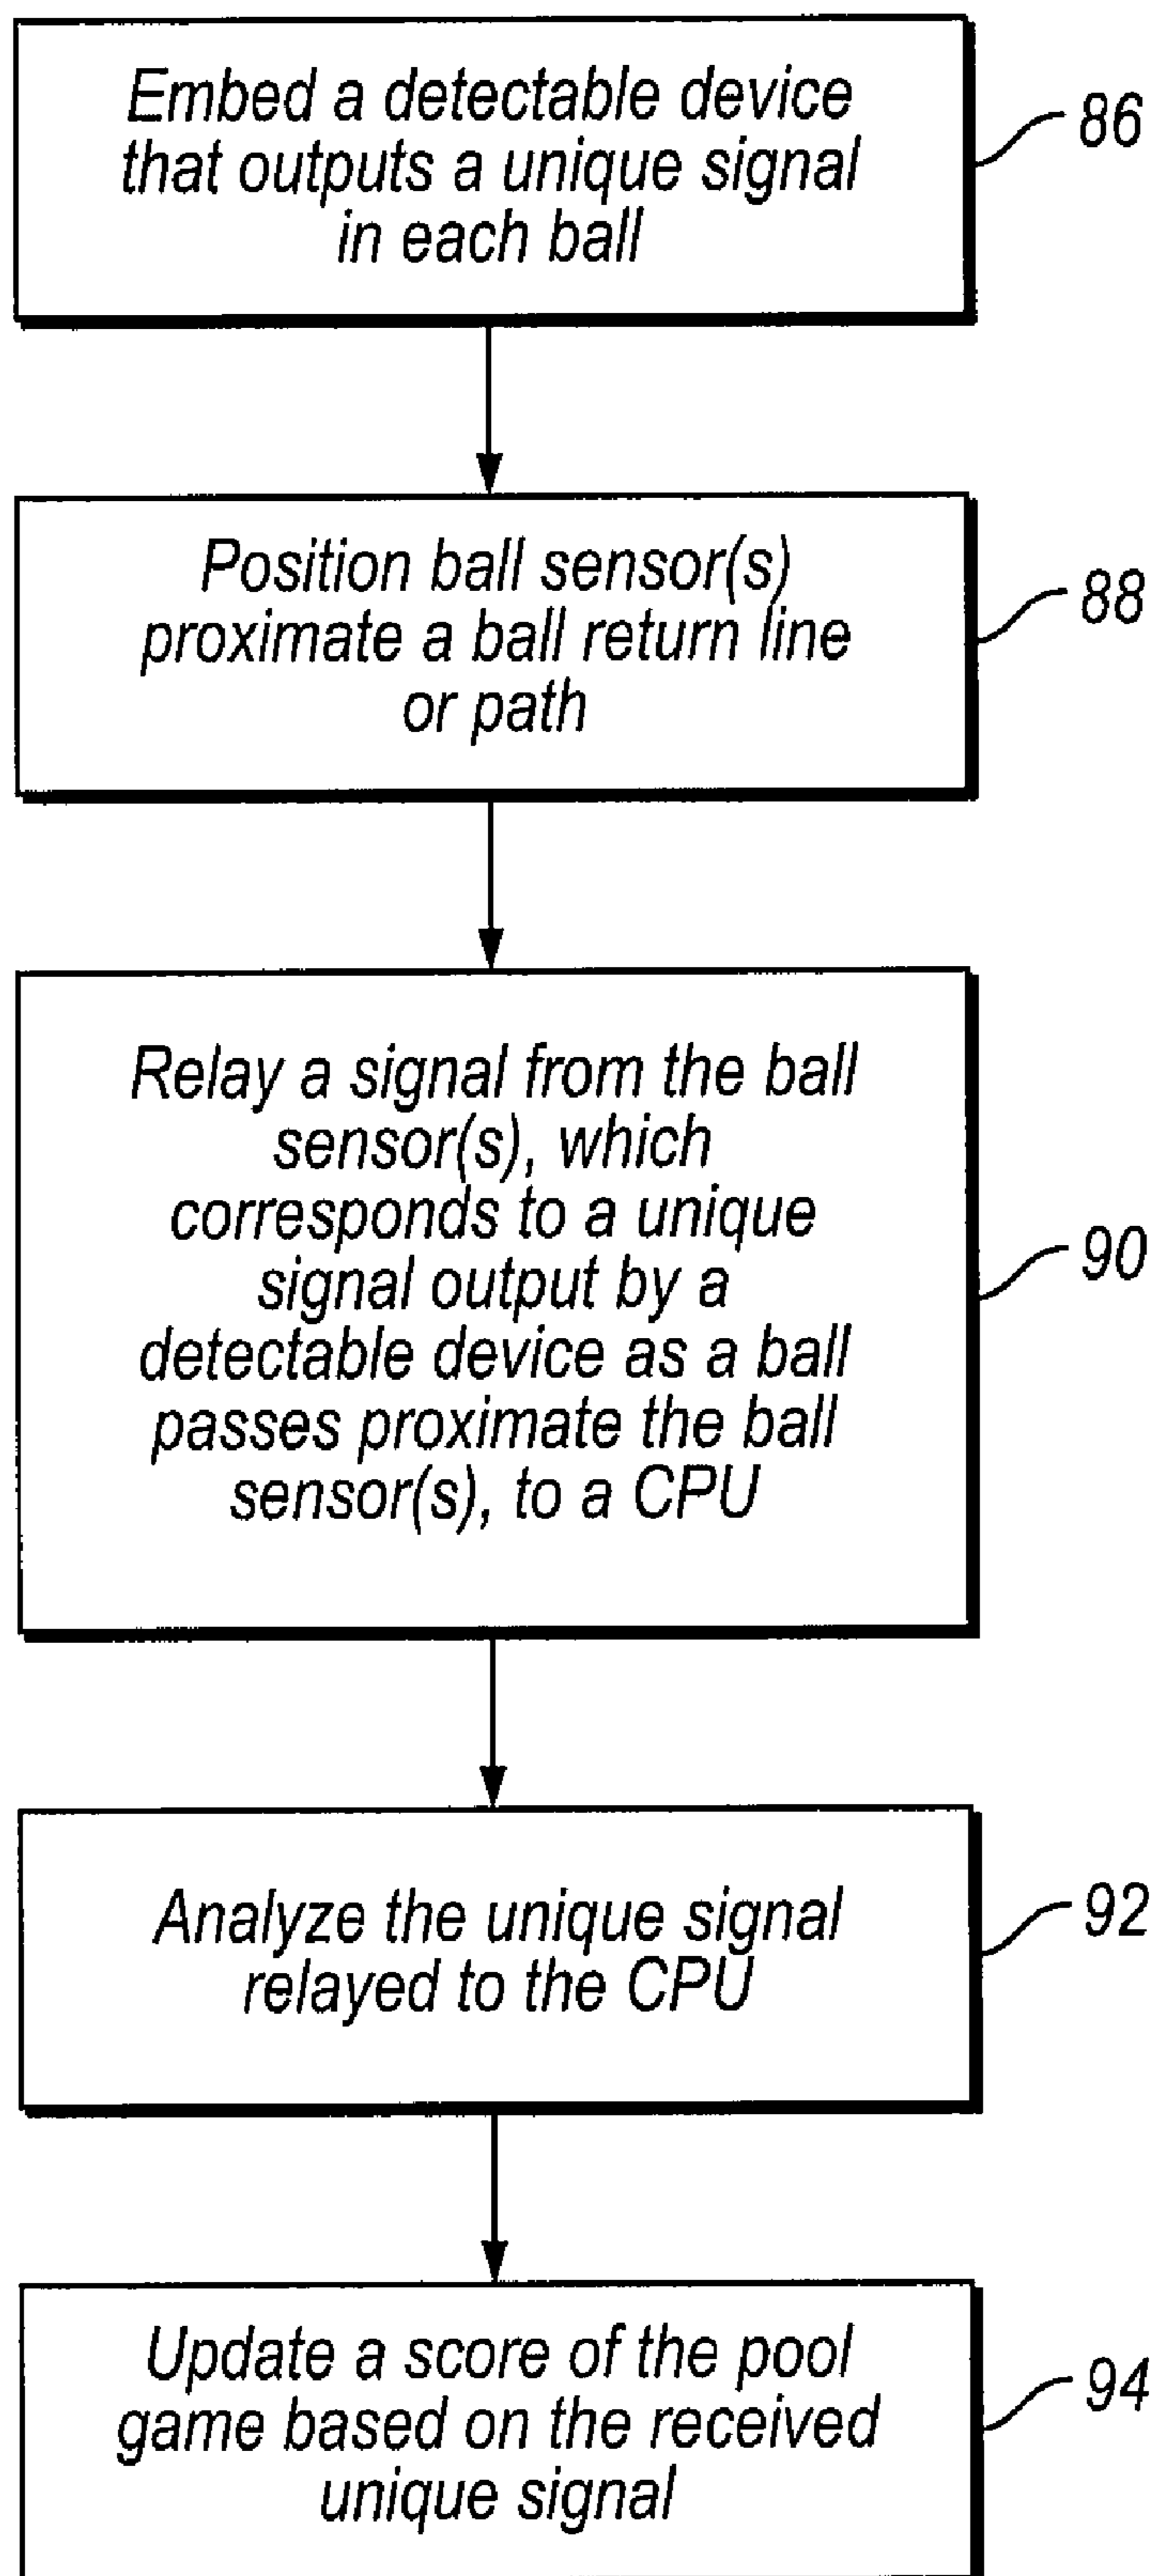 Embed a detectable device
that outputs a unique signal
in each ball
86
Position ball sensor(s)
proximate a ball return line
or path
88
Relay a signal from the ball
sensor(s), which
corresponds to a unique
signal output by a
detectable device as a ball
passes proximate the ball
sensor(s), to a CPU
90
Analyze the unique signal
relayed to the CPU
92
Update a score of the pool
game based on the received
unique signal
94